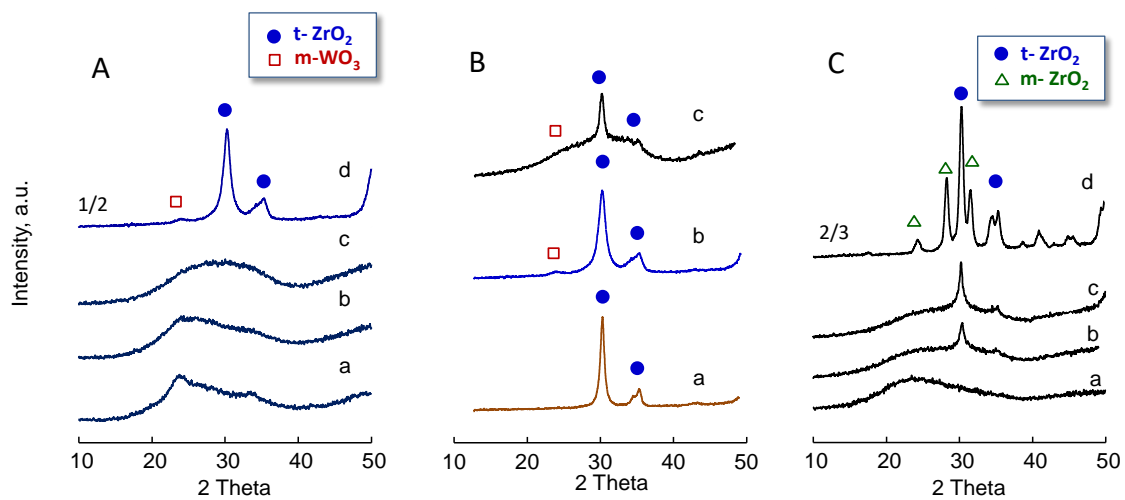 t- ZrO₂
m-WO₃
A
d
1/2
c
b
a
10 20 30 40 50
2 Theta
Intensity, a.u.
B
c
b
a
10 20 30 40 50
2 Theta
t- ZrO₂
m- ZrO₂
C
d
2/3
c
b
a
10 20 30 40 50
2 Theta